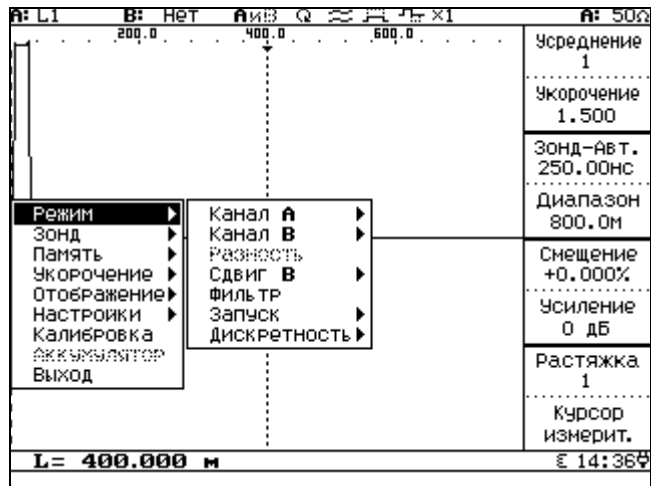 A: L1 B: Нет АиВ ×1 A: 50Ω
200.0 400.0 600.0
Усреднение
1
Укорочение
1.500
Зонд-Авт.
250.00нс
Диапазон
800.0м
Смещение
+0.000%
Усиление
0 дБ
Растяжка
1
Курсор
измерит.
Режим
Зонд
Память
Укорочение
Отображение
Настройки
Калибровка
Аккумулятор
Выход
Канал А
Канал В
Разность
Сдвиг В
Фильтр
Запуск
Дискретность
L= 400.000 м
14:36